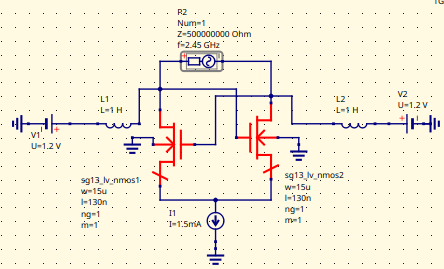 R2
Num=1
Z=500000000 Ohm
f=2.45 GHz
L1
L=1 H
L2
L=1 H
V2
U=1.2 V
V1
U=1.2 V
sg13_lv_nmos1
w=15u
l=130n
ng=1
m=1
sg13_lv_nmos2
w=15u
l=130n
ng=1
m=1
I1
I=1.5mA